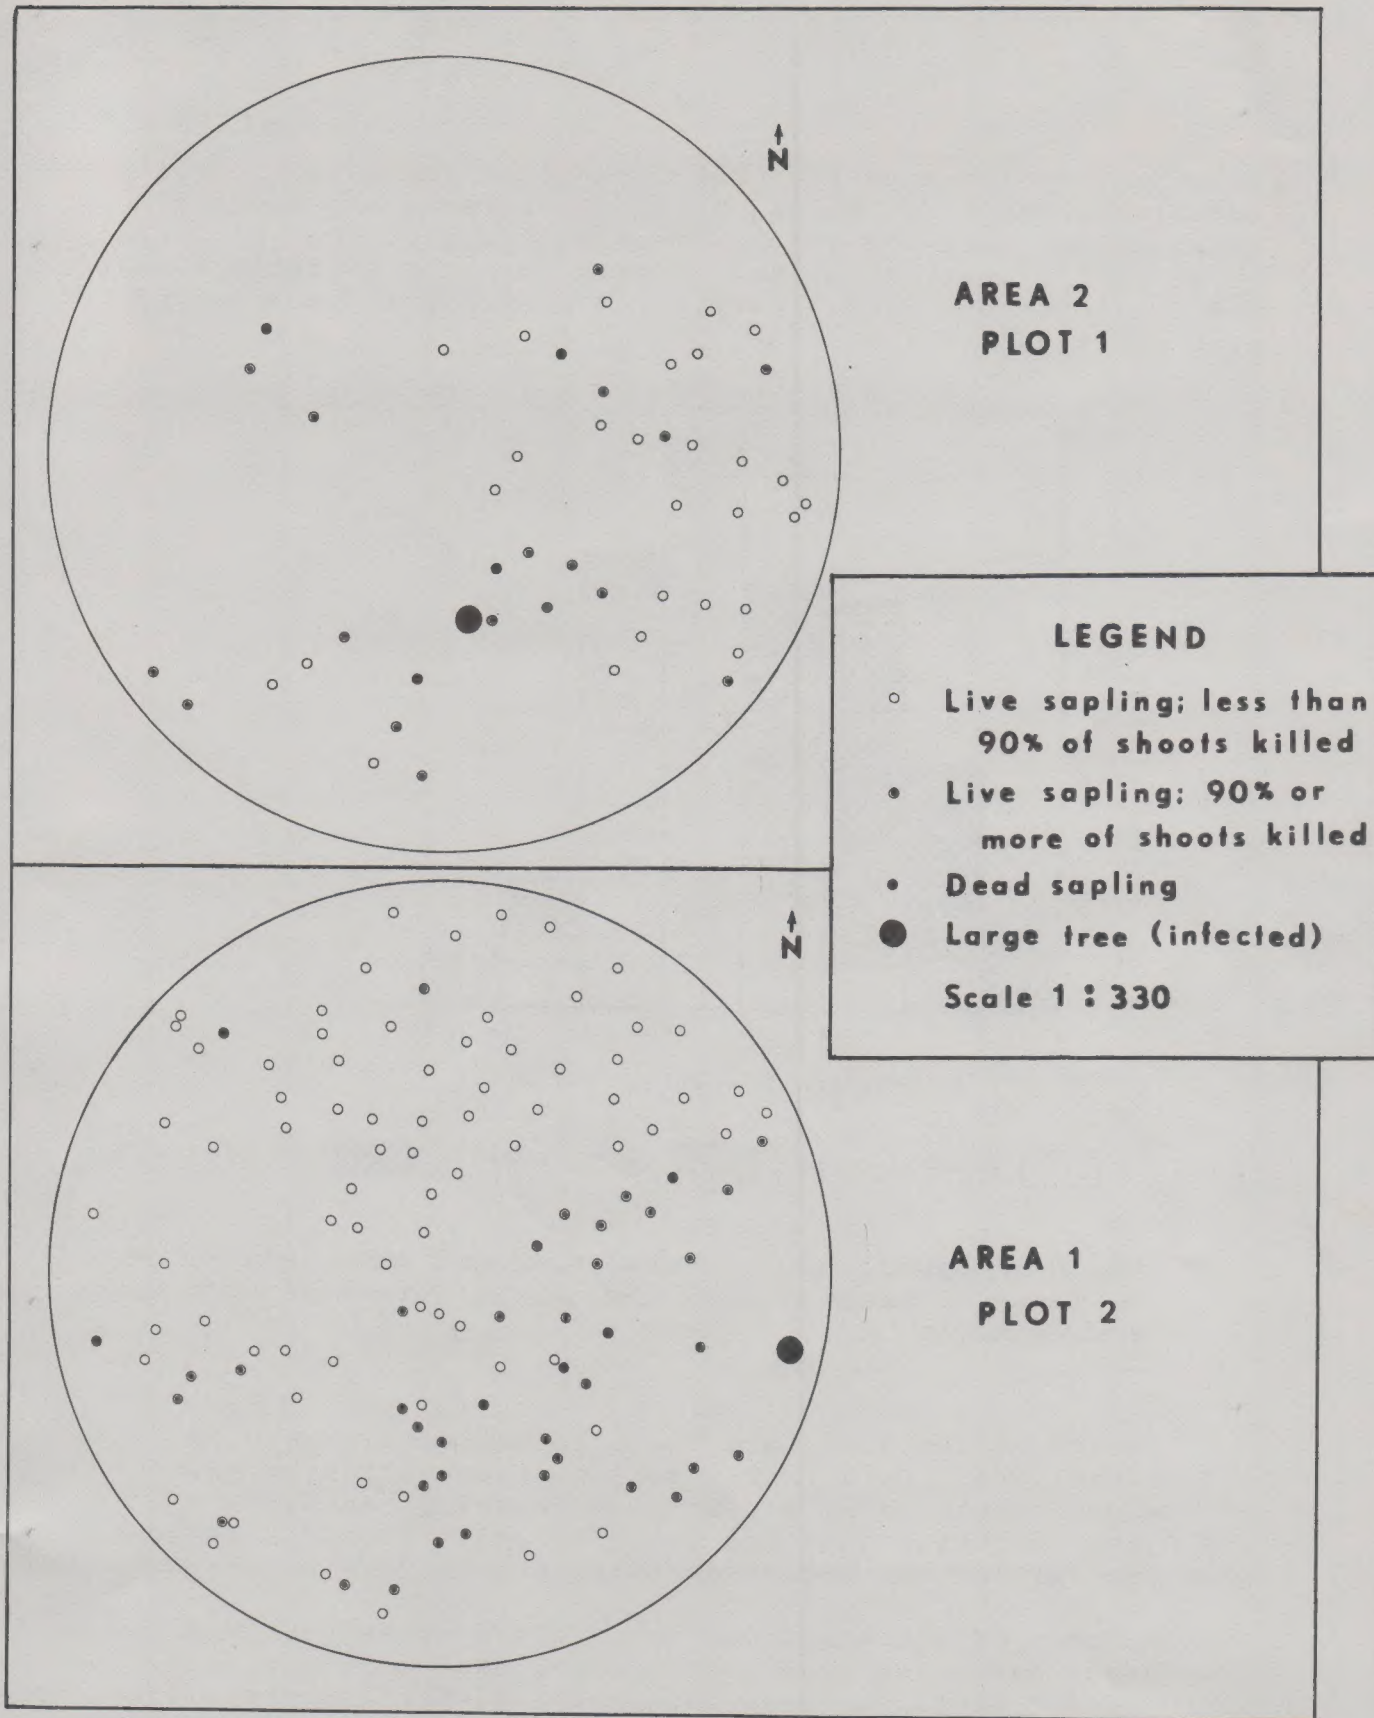 N
AREA 2
PLOT 1
LEGEND
Live sapling; less than
90% of shoots killed
Live sapling; 90% or
more of shoots killed
Dead sapling
Large tree (infected)
Scale 1 : 330
N
AREA 1
PLOT 2